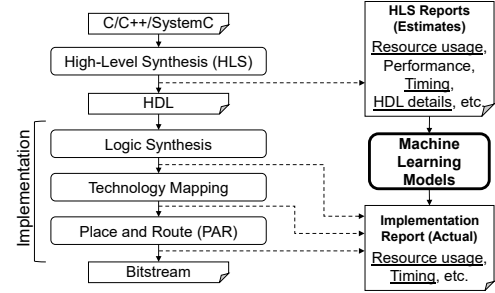 C/C++/SystemC
High-Level Synthesis (HLS)
HDL
Implementation
Logic Synthesis
Technology Mapping
Place and Route (PAR)
Bitstream
HLS Reports
(Estimates)
Resource usage,
Performance,
Timing,
HDL details, etc
Machine
Learning
Models
Implementation
Report (Actual)
Resource usage,
Timing, etc.